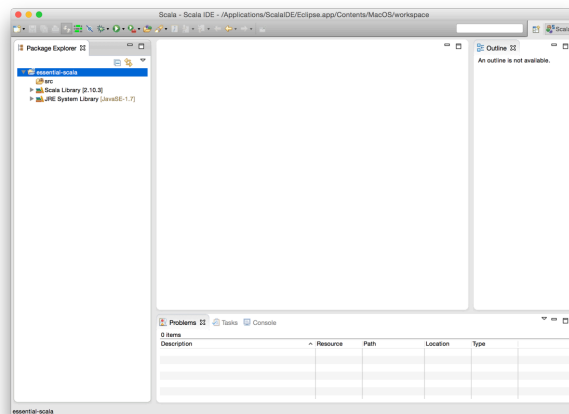 Scala - Scala IDE - /Applications/ScalaIDE/Eclipse.app/Contents/MacOS/workspace
Scala
Package Explorer
essential-scala
src
Scala Library [2.10.3]
JRE System Library [JavaSE-1.7]
Outline
An outline is not available.
Problems Tasks Console
0 items
Description Resource Path Location Type
essential-scala